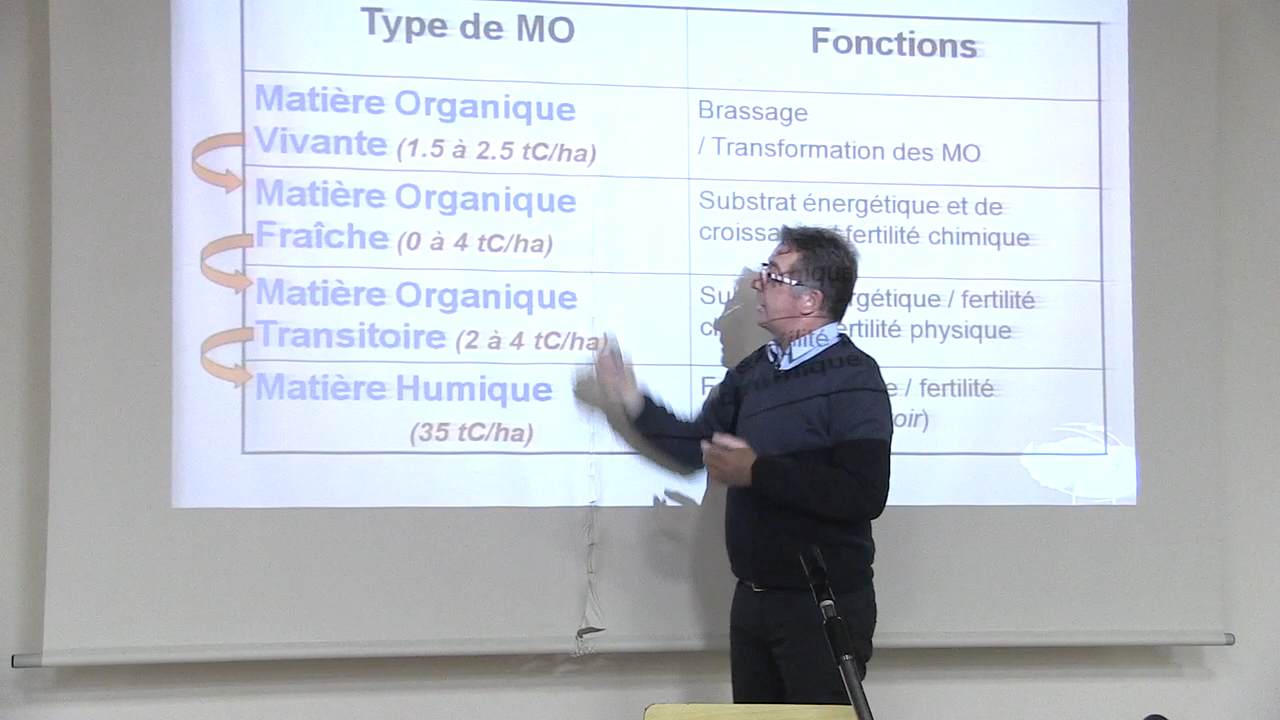 Type de MO
Fonctions
Matière Organique
Vivante (1.5 à 2.5 tC/ha)
Brassage
/ Transformation des MO
Matière Organique
Fraîche (0 à 4 tC/ha)
Substrat énergétique et de
fertilité chimique
Matière Organique
Transitoire (2 à 4 tC/ha)
/ fertilité
fertilité physique
Matière Humique
(35 tC/ha)
/ fertilité